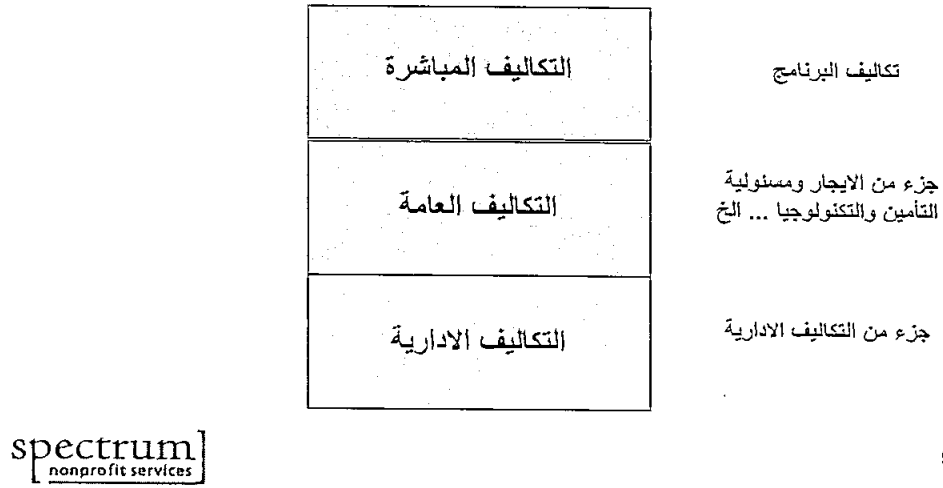 التكاليف المباشرة
تكاليف البرنامج
التكاليف العامة
جزء من الايجار ومسئولية
التأمين والتكنولوجيا ... الخ
التكاليف الادارية
جزء من التكاليف الادارية
spectrum
nonprofit services